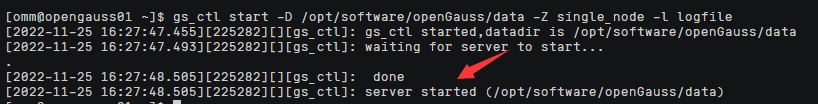 [omm@opengauss01 ~]$ gs_ctl start -D /opt/software/openGauss/data -Z single_node -l logfile
[2022-11-25 16:27:47.455][225282][][gs_ctl]: gs_ctl started,datadir is /opt/software/openGauss/data
[2022-11-25 16:27:47.493][225282][][gs_ctl]: waiting for server to start...
.
[2022-11-25 16:27:48.505][225282][][gs_ctl]:  done
[2022-11-25 16:27:48.505][225282][][gs_ctl]: server started (/opt/software/openGauss/data)
[omm@opengauss01 ~]$